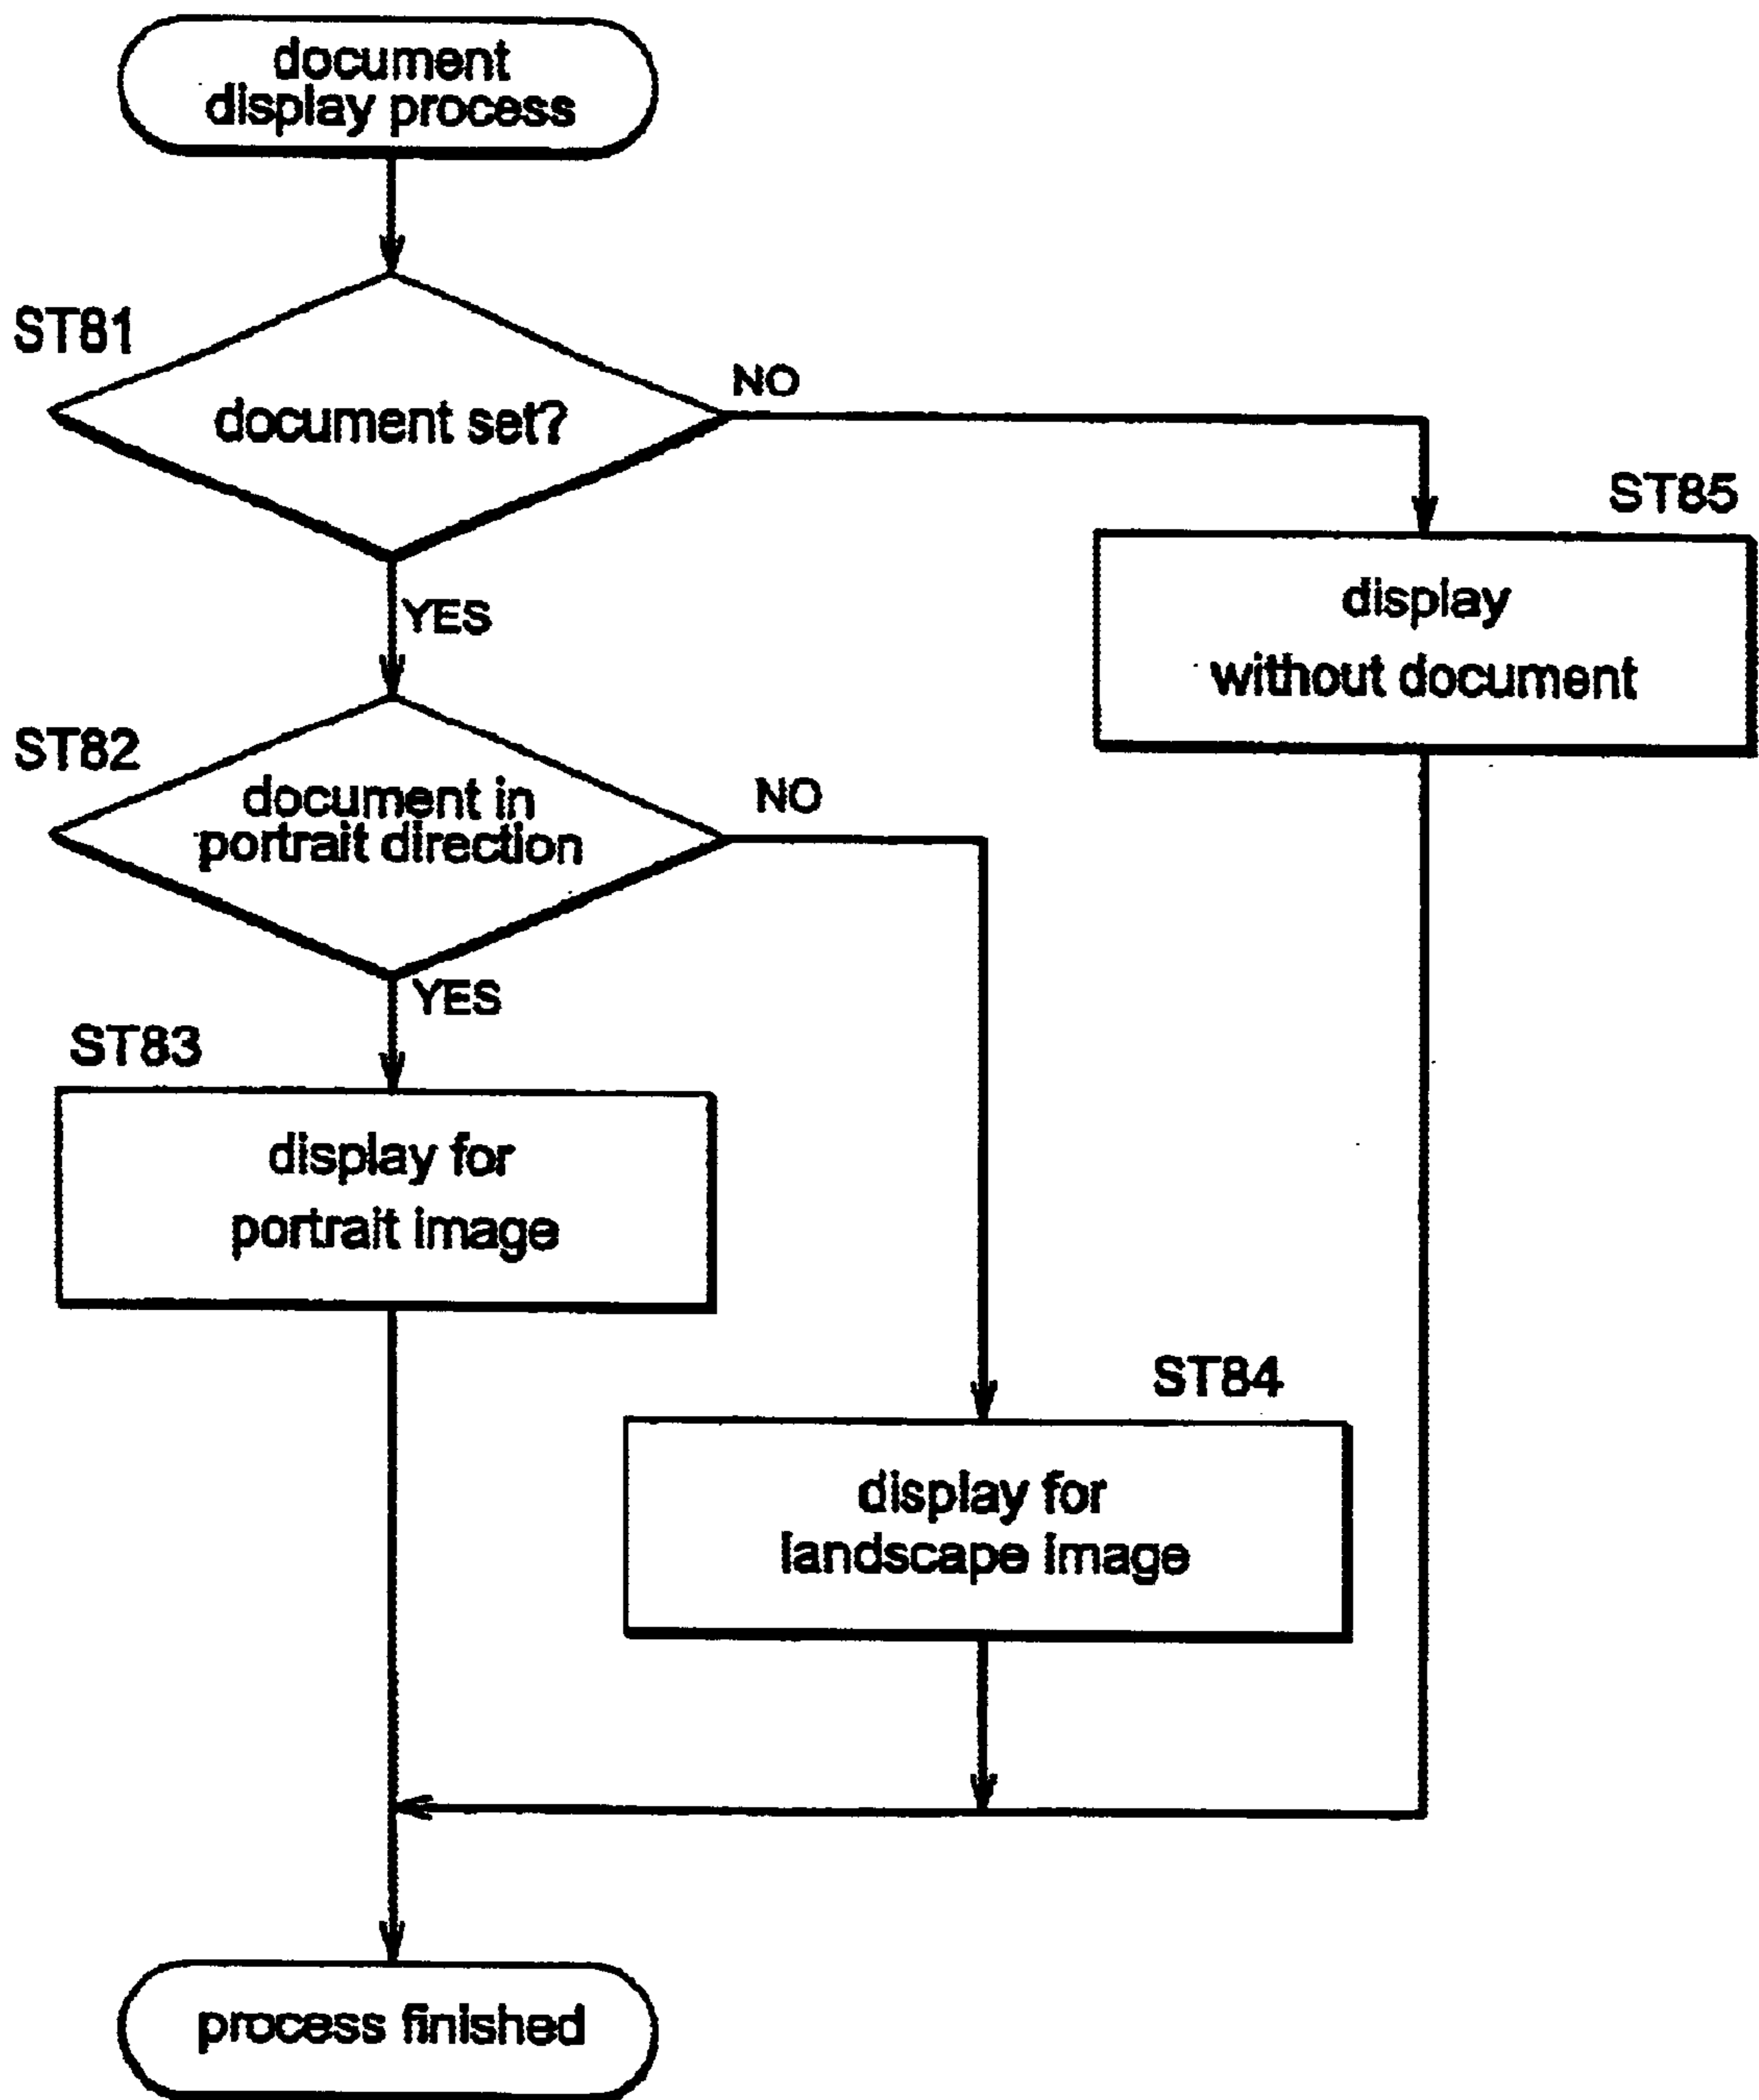 document
display process
ST81
document set?
NO
YES
ST85
display
without document
ST82
document in
portrait direction
NO
YES
ST83
display for
portrait image
ST84
display for
landscape image
process finished